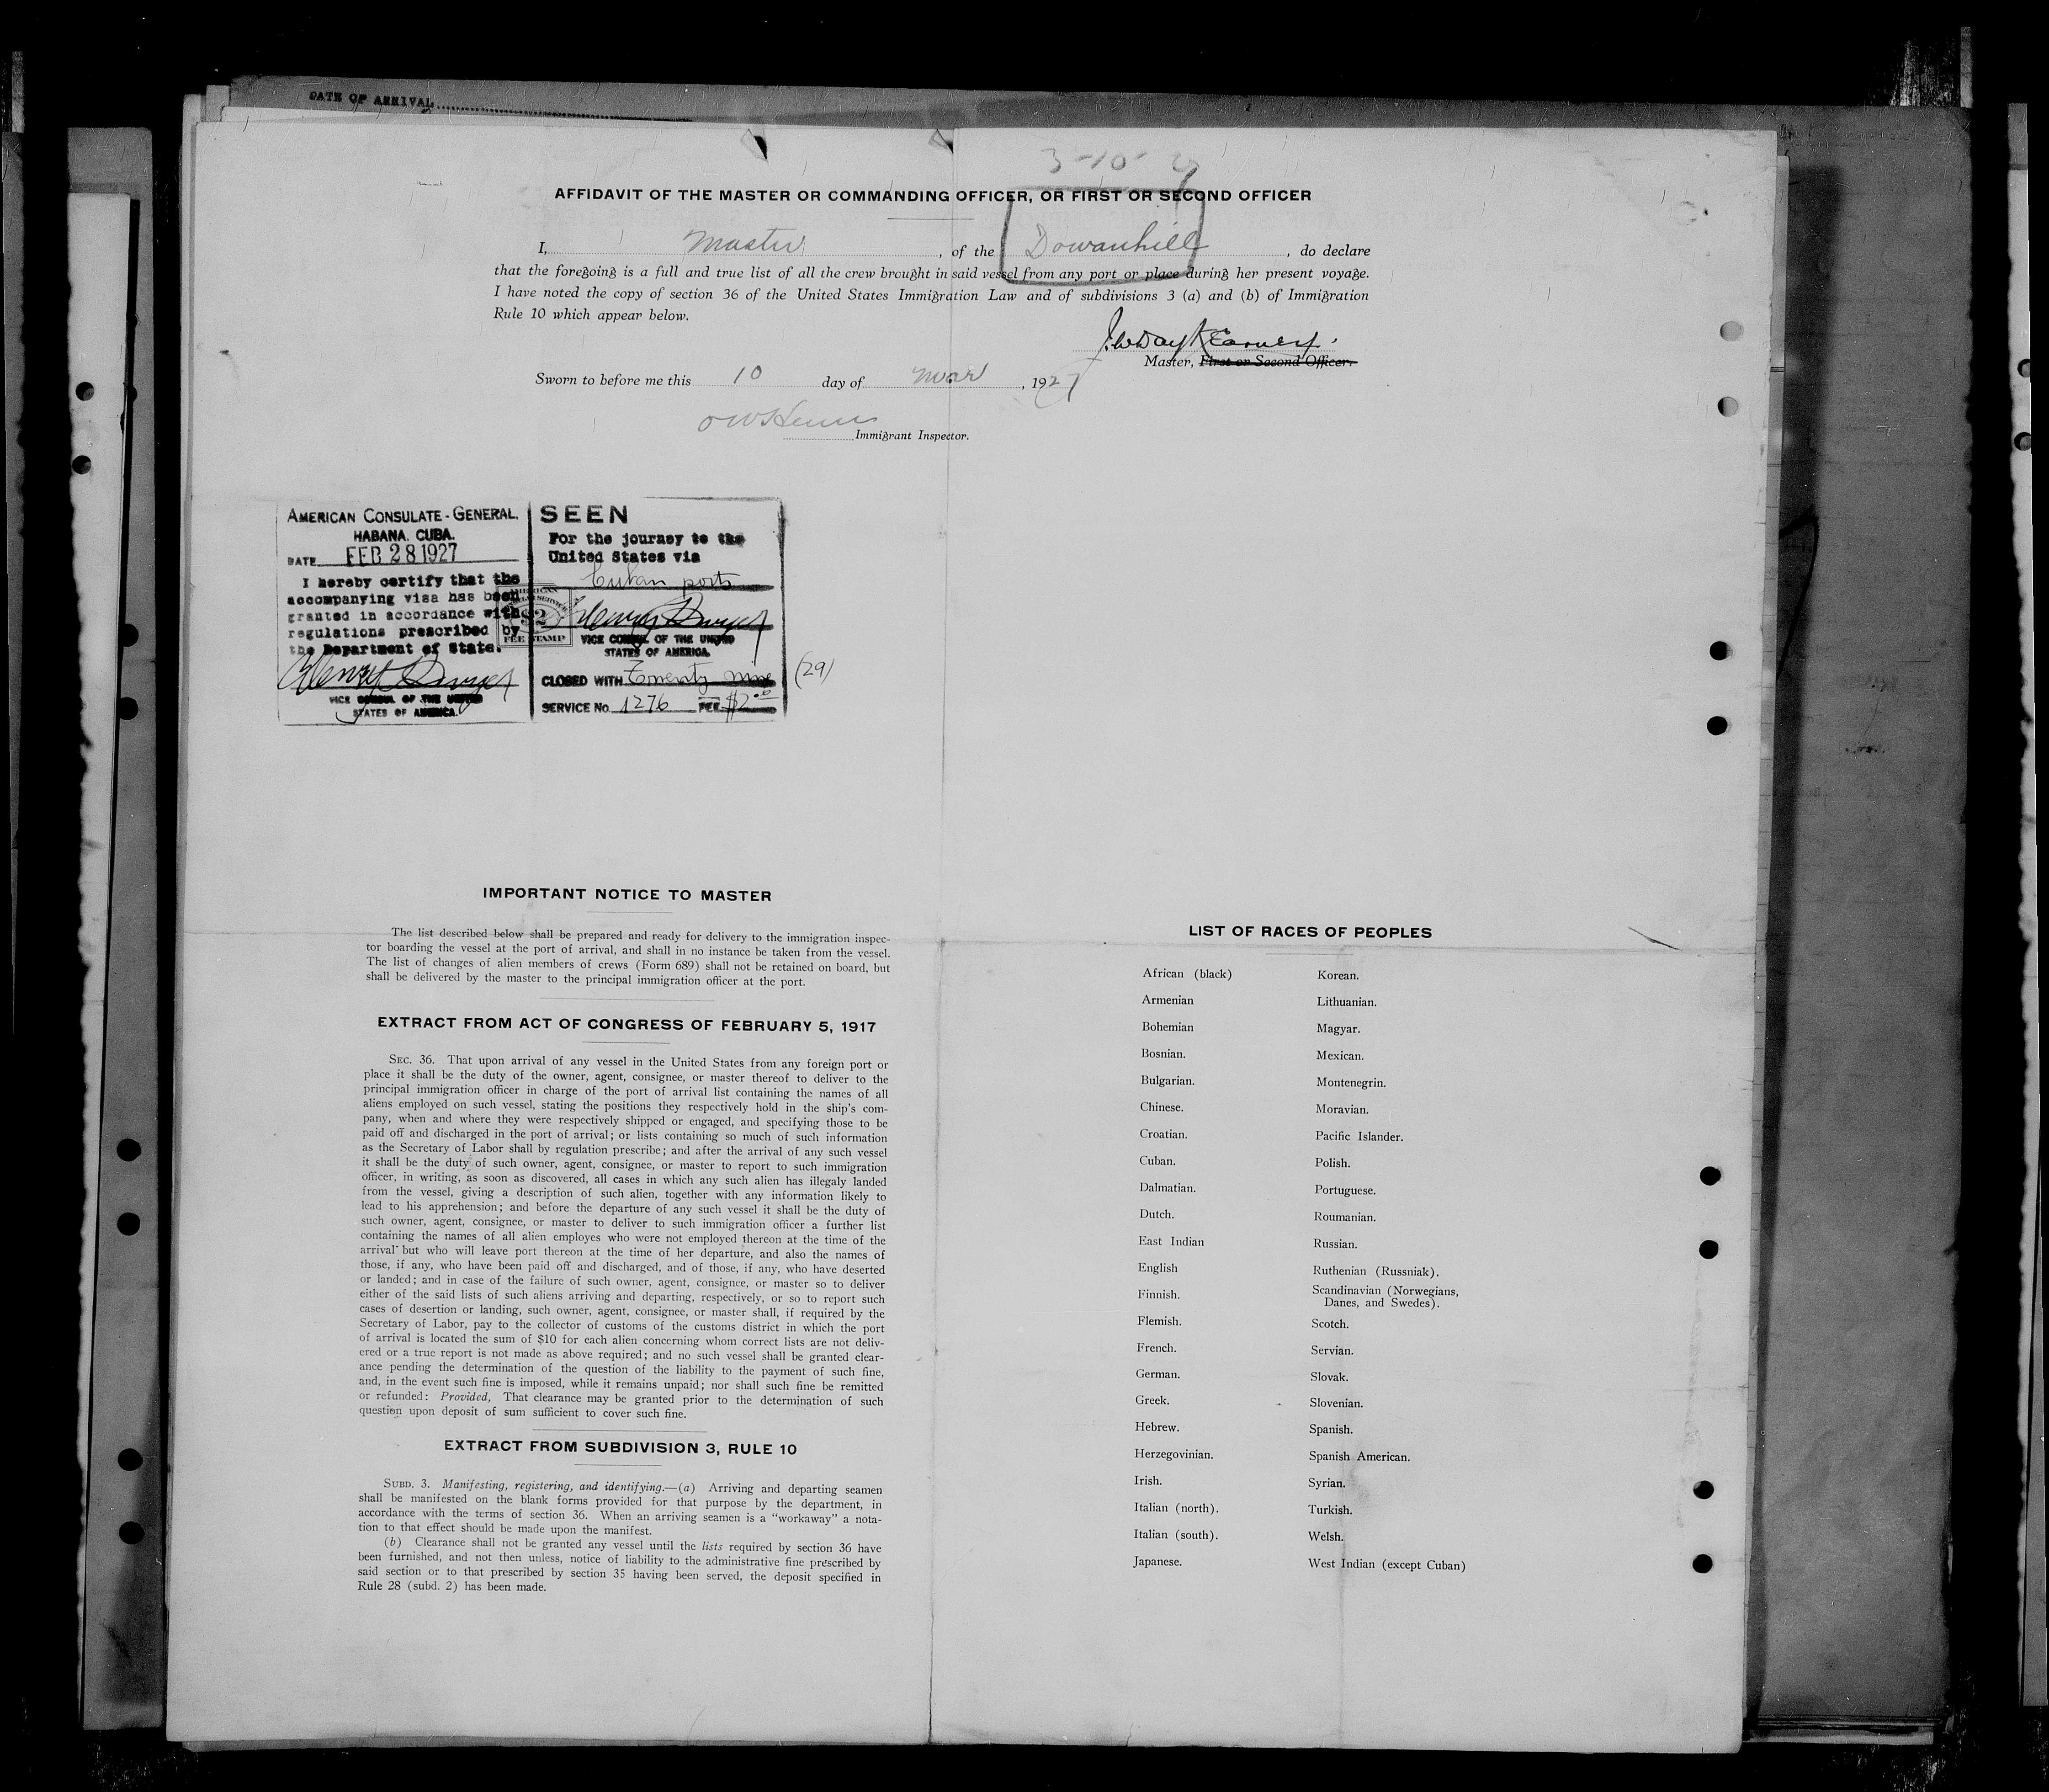 DATE OF ARRIVAL
3-10-27
AFFIDAVIT OF THE MASTER OR COMMANDING OFFICER, OR FIRST OR SECOND OFFICER
I, Master, of the Dowanhill, do declare
that the foregoing is a full and true list of all the crew brought in said vessel from any port or place during her present voyage.
I have noted the copy of section 36 of the United States Immigration Law and of subdivisions 3 (a) and (b) of Immigration
Rule 10 which appear below.
Master, First or Second Officer.
Sworn to before me this 10 day of Mar, 1927
Immigrant Inspector.
AMERICAN CONSULATE-GENERAL.
HABANA. CUBA.
DATE FEB 28 1927
I hereby certify that the
accompanying visa has been
granted in accordance with
regulations prescribed by
the Department of State.
VICE CONSUL OF THE UNITED
STATES OF AMERICA.
SEEN
For the journey to the
United States via
Cuban ports
$2
FEE STAMP
VICE CONSUL OF THE UNITED
STATES OF AMERICA.
CLOSED WITH Twenty nine (29)
SERVICE No. 1276 FEE $2.00
IMPORTANT NOTICE TO MASTER
The list described below shall be prepared and ready for delivery to the immigration inspec-
tor boarding the vessel at the port of arrival, and shall in no instance be taken from the vessel.
The list of changes of alien members of crews (Form 689) shall not be retained on board, but
shall be delivered by the master to the principal immigration officer at the port.
EXTRACT FROM ACT OF CONGRESS OF FEBRUARY 5, 1917
SEC. 36. That upon arrival of any vessel in the United States from any foreign port or
place it shall be the duty of the owner, agent, consignee, or master thereof to deliver to the
principal immigration officer in charge of the port of arrival list containing the names of all
aliens employed on such vessel, stating the positions they respectively hold in the ship's com-
pany, when and where they were respectively shipped or engaged, and specifying those to be
paid off and discharged in the port of arrival; or lists containing so much of such information
as the Secretary of Labor shall by regulation prescribe; and after the arrival of any such vessel
it shall be the duty of such owner, agent, consignee, or master to report to such immigration
officer, in writing, as soon as discovered, all cases in which any such alien has illegaly landed
from the vessel, giving a description of such alien, together with any information likely to
lead to his apprehension; and before the departure of any such vessel it shall be the duty of
such owner, agent, consignee, or master to deliver to such immigration officer a further list
containing the names of all alien employes who were not employed thereon at the time of the
arrival but who will leave port thereon at the time of her departure, and also the names of
those, if any, who have been paid off and discharged, and of those, if any, who have deserted
or landed; and in case of the failure of such owner, agent, consignee, or master so to deliver
either of the said lists of such aliens arriving and departing, respectively, or so to report such
cases of desertion or landing, such owner, agent, consignee, or master shall, if required by the
Secretary of Labor, pay to the collector of customs of the customs district in which the port
of arrival is located the sum of $10 for each alien concerning whom correct lists are not deliv-
ered or a true report is not made as above required; and no such vessel shall be granted clear-
ance pending the determination of the question of the liability to the payment of such fine,
and, in the event such fine is imposed, while it remains unpaid; nor shall such fine be remitted
or refunded: Provided, That clearance may be granted prior to the determination of such
question upon deposit of sum sufficient to cover such fine.
EXTRACT FROM SUBDIVISION 3, RULE 10
SUBD. 3. Manifesting, registering, and identifying.—(a) Arriving and departing seamen
shall be manifested on the blank forms provided for that purpose by the department, in
accordance with the terms of section 36. When an arriving seamen is a "workaway" a nota-
tion to that effect should be made upon the manifest.
(b) Clearance shall not be granted any vessel until the lists required by section 36 have
been furnished, and not then unless, notice of liability to the administrative fine prescribed by
said section or to that prescribed by section 35 having been served, the deposit specified in
Rule 28 (subd. 2) has been made.
LIST OF RACES OF PEOPLES
African (black)
Armenian
Bohemian
Bosnian.
Bulgarian.
Chinese.
Croatian.
Cuban.
Dalmatian.
Dutch.
East Indian
English
Finnish.
Flemish.
French.
German.
Greek.
Hebrew.
Herzegovinian.
Irish.
Italian (north).
Italian (south).
Japanese.
Korean.
Lithuanian.
Magyar.
Mexican.
Montenegrin.
Moravian.
Pacific Islander.
Polish.
Portuguese.
Roumanian.
Russian.
Ruthenian (Russniak).
Scandinavian (Norwegians,
Danes, and Swedes).
Scotch.
Servian.
Slovak.
Slovenian.
Spanish.
Spanish American.
Syrian.
Turkish.
Welsh.
West Indian (except Cuban)